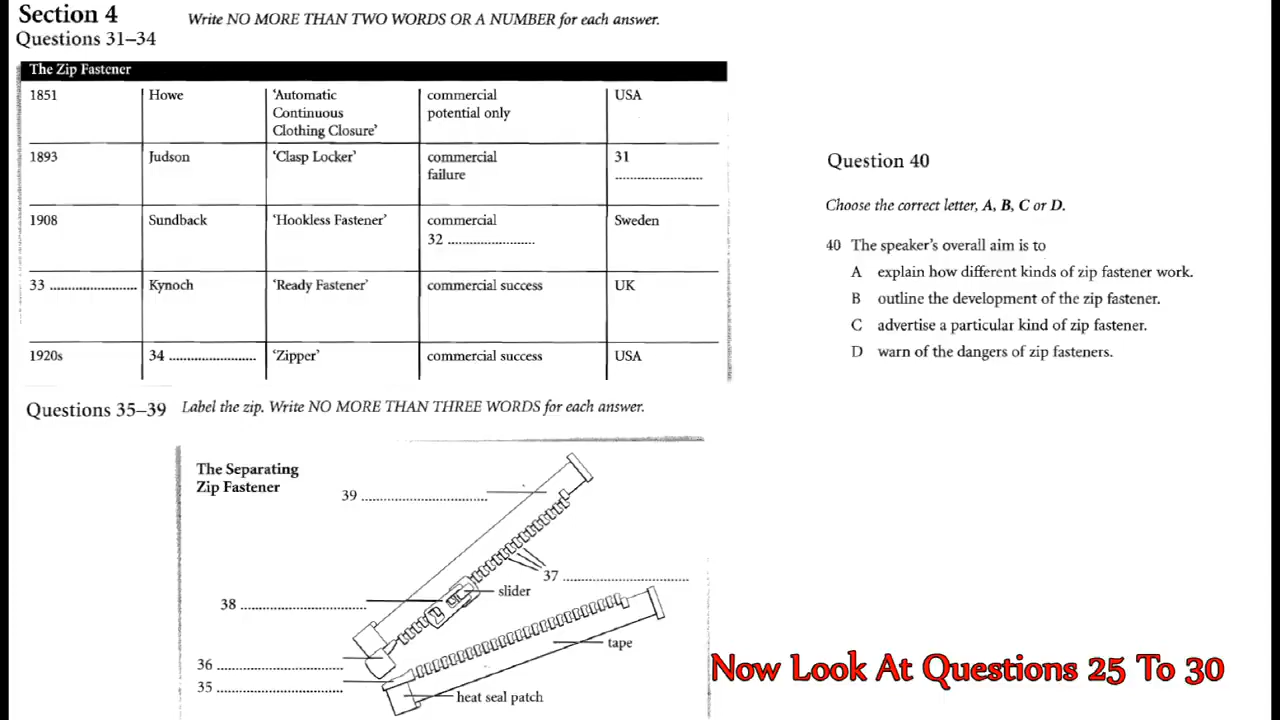 Section 4
Write NO MORE THAN TWO WORDS OR A NUMBER for each answer.
Questions 31–34
The Zip Fastener
1851 Howe 'Automatic Continuous Clothing Closure' commercial potential only USA
1893 Judson 'Clasp Locker' commercial failure 31 ........................
1908 Sundback 'Hookless Fastener' commercial 32 ........................ Sweden
33 ........................ Kynoch 'Ready Fastener' commercial success UK
1920s 34 ........................ 'Zipper' commercial success USA
Questions 35–39
Label the zip. Write NO MORE THAN THREE WORDS for each answer.
The Separating
Zip Fastener
39 ..................................
37 ..................................
slider
38 ..................................
tape
36 ..................................
35 ..................................
heat seal patch
Question 40
Choose the correct letter, A, B, C or D.
40 The speaker's overall aim is to
A explain how different kinds of zip fastener work.
B outline the development of the zip fastener.
C advertise a particular kind of zip fastener.
D warn of the dangers of zip fasteners.
Now Look At Questions 25 To 30